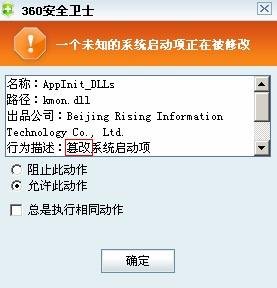 360安全卫士
一个未知的系统启动项正在被修改
名称：AppInit_DLLs
路径：kmon.dll
出品公司：Beijing Rising Information
Technology Co., Ltd.
行为描述：篡改系统启动项
阻止此动作
允许此动作
总是执行相同动作
确定